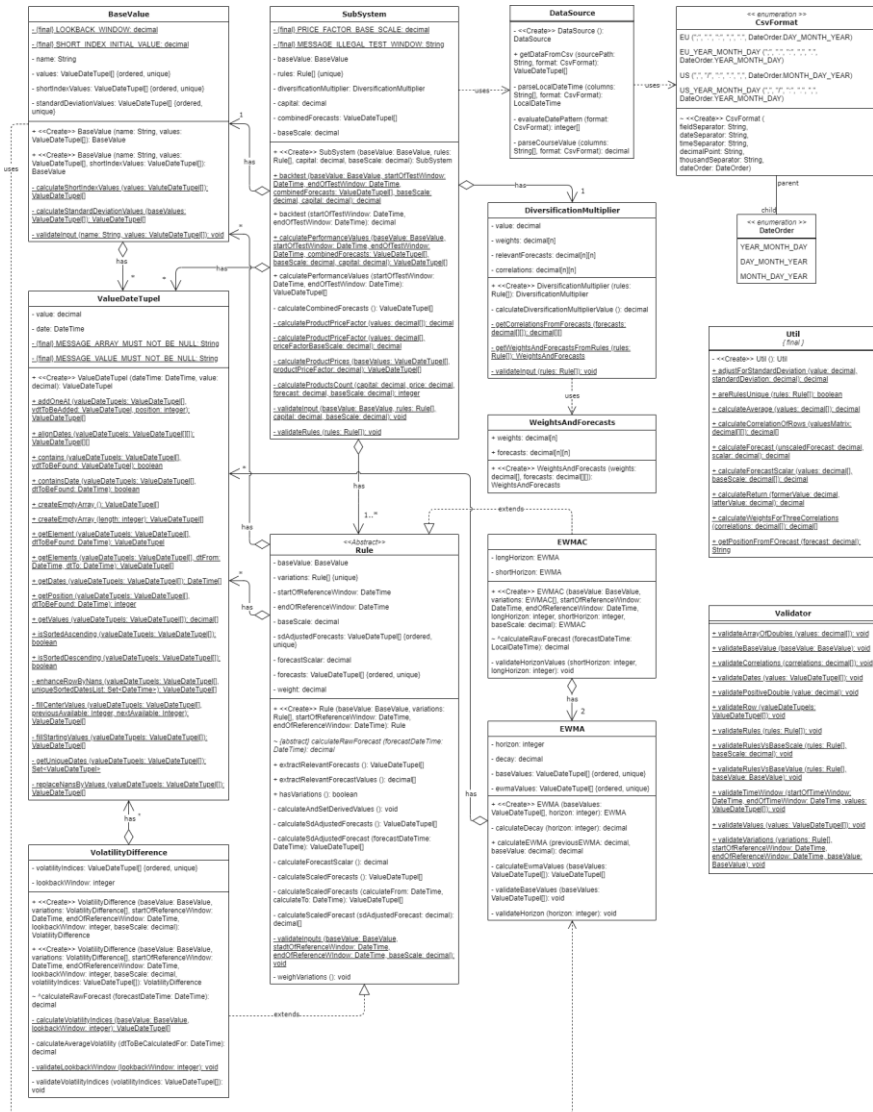 BaseValue
- {final} LOOKBACK_WINDOW: decimal
- {final} SHORT_INDEX_INITIAL_VALUE: decimal
- name: String
- values: ValueDateTupel[] {ordered, unique}
- shortIndexValues: ValueDateTupel[] {ordered, unique}
- standardDeviationValues: ValueDateTupel[] {ordered,
unique}
+ <<Create>> BaseValue (name: String, values:
ValueDateTupel[]): BaseValue
+ <<Create>> BaseValue (name: String, values:
ValueDateTupel[], shortIndexValues: ValueDateTupel[]):
BaseValue
- calculateShortIndexValues (values: ValuteDateTupel[]):
ValueDateTupel[]
- calculateStandardDeviationValues (baseValues:
ValueDateTupel[]): ValueDateTupel[]
- validateInput (name: String, values: ValuteDateTupel[]): void
SubSystem
- {final} PRICE_FACTOR_BASE_SCALE: decimal
- {final} MESSAGE_ILLEGAL_TEST_WINDOW: String
- baseValue: BaseValue
- rules: Rule[] {unique}
- diversificationMultiplier: DiversificationMultiplier
- capital: decimal
- combinedForecasts: ValueDateTupel[]
- baseScale: decimal
+ <<Create>> SubSystem (baseValue: BaseValue, rules:
Rule[], capital: decimal, baseScale: decimal): SubSystem
+ backtest (baseValue: BaseValue, startOfTestWindow:
DateTime, endOfTestWindow: DateTime,
combinedForecasts: ValueDateTupel[], baseScale:
decimal, capital: decimal): decimal
+ backtest (startOfTestWindow: DateTime,
endOfTestWindow: DateTime): decimal
+ calculatePerformanceValues (baseValue: BaseValue,
startOfTestWindow: DateTime, endOfTestWindow:
DateTime, combinedForecasts: ValueDateTupel[],
baseScale: decimal, capital: decimal): ValueDateTupel[]
+ calculatePerformanceValues (startOfTestWindow:
DateTime, endOfTestWindow: DateTime):
ValueDateTupel[]
- calculateCombinedForecasts (): ValueDateTupel[]
- calculateProductPriceFactor (values: decimal[]): decimal
- calculateProductPriceFactor (values: decimal[],
priceFactorBaseScale: decimal): decimal
- calculateProductPrices (baseValues: ValueDateTupel[],
productPriceFactor: decimal): ValueDateTupel[]
- calculateProductsCount (capital: decimal, price: decimal,
forecast: decimal, baseScale: decimal): integer
- validateInput (baseValue: BaseValue, rules: Rule[],
capital: decimal, baseScale: decimal): void
- validateRules (rules: Rule[]): void
DataSource
- <<Create>> DataSource ():
DataSource
+ getDataFromCsv (sourcePath:
String, format: CsvFormat):
ValueDateTupel[]
- parseLocalDateTime (columns:
String[], format: CsvFormat):
LocalDateTime
- evaluateDatePattern (format:
CsvFormat): integer[]
- parseCourseValue (columns:
String[], format: CsvFormat): decimal
<< enumeration >>
CsvFormat
DateOrder.DAY_MONTH_YEAR)
DateOrder.YEAR_MONTH_DAY)
DateOrder.MONTH_DAY_YEAR)
DateOrder.YEAR_MONTH_DAY)
~ <<Create>> CsvFormat (
fieldSeparator: String,
dateSeparator: String,
timeSeparator: String,
decimalPoint: String,
thousandSeparator: String,
dateOrder: DateOrder)
uses
uses
uses
parent
child
<< enumeration >>
DateOrder
YEAR_MONTH_DAY
DAY_MONTH_YEAR
MONTH_DAY_YEAR
1
has
has
1
DiversificationMultiplier
- value: decimal
- weights: decimal[n]
- relevantForecasts: decimal[n][n]
- correlations: decimal[n][n]
+ <<Create>> DiversificationMultiplier (rules:
Rule[]): DiversificationMultiplier
- calculateDiversificationMultiplierValue (): decimal
- getCorrelationsFromForecasts (forecasts:
decimal[][]): decimal[][]
- getWeightsAndForecastsFromRules (rules:
Rule[]): WeightsAndForecasts
- validateInput (rules: Rule[]): void
uses
WeightsAndForecasts
+ weights: decimal[n]
+ forecasts: decimal[n][n]
+ <<Create>> WeightsAndForecasts (weights:
decimal[], forecasts: decimal[][]):
WeightsAndForecasts
has
*
*
*
has
ValueDateTupel
- value: decimal
- date: DateTime
- {final} MESSAGE_ARRAY_MUST_NOT_BE_NULL: String
- {final} MESSAGE_VALUE_MUST_NOT_BE_NULL: String
+ <<Create>> ValueDateTupel (dateTime: DateTime, value:
decimal): ValueDateTupel
+ addOneAt (valueDateTupels: ValueDateTupel[],
vdtToBeAdded: ValueDateTupel, position: integer):
ValueDateTupel[]
+ alignDates (valueDateTupels: ValueDateTupel[][]):
ValueDateTupel[][]
+ contains (valueDateTupels: ValueDateTupel[],
vdtToBeFound: ValueDateTupel): boolean
+ containsDate (valueDateTupels: ValueDateTupel[],
dtToBeFound: DateTime): boolean
+ createEmptyArray (): ValueDateTupel[]
+ createEmptyArray (length: integer): ValueDateTupel[]
+ getElement (valueDateTupels: ValueDateTupel[],
dtToBeFound: DateTime): ValueDateTupel
+ getElements (valueDateTupels: ValueDateTupel[], dtFrom:
DateTime, dtTo: DateTime): ValueDateTupel[]
+ getDates (valueDateTupels: ValueDateTupel[]): DateTime[]
+ getPosition (valueDateTupels: ValueDateTupel[],
dtToBeFound: DateTime): integer
+ getValues (valueDateTupels: ValueDateTupel[]): decimal[]
+ isSortedAscending (valueDateTupels: ValueDateTupel[]):
boolean
+ isSortedDescending (valueDateTupels: ValueDateTupel[]):
boolean
- enhanceRowByNans (valueDateTupels: ValueDateTupel[],
uniqueSortedDatesList: Set<DateTime>): ValueDateTupel[]
- fillCenterValues (valueDateTupels: ValueDateTupel[],
previousAvailable: Integer, nextAvailable: Integer):
ValueDateTupel[]
- fillStartingValues (valueDateTupels: ValueDateTupel[]):
ValueDateTupel[]
- getUniqueDates (valueDateTupels: ValueDateTupel[]):
Set<ValueDateTupel>
- replaceNansByValues (valueDateTupels: ValueDateTupel[]):
ValueDateTupel[]
Util
{ final }
- <<Create>> Util (): Util
+ adjustForStandardDeviation (value: decimal,
standardDeviation: decimal): decimal
+ areRulesUnique (rules: Rule[]): boolean
+ calculateAverage (values: decimal[]): decimal
+ calculateCorrelationOfRows (valuesMatrix:
decimal[][]): decimal[]
+ calculateForecast (unscaledForecast: decimal,
scalar: decimal): decimal
+ calculateForecastScalar (values: decimal[],
baseScale: decimal[]): decimal
+ calculateReturn (formerValue: decimal,
latterValue: decimal): decimal
+ calculateWeightsForThreeCorrelations
(correlations: decimal[]): decimal[]
+ getPositionFromFOrecast (forecast: decimal):
String
has
1..*
extends
*
has
*
has
<<Abstract>>
Rule
- baseValue: BaseValue
- variations: Rule[] {unique}
- startOfReferenceWindow: DateTime
- endOfReferenceWindow: DateTime
- baseScale: decimal
- sdAdjustedForecasts: ValueDateTupel[] {ordered,
unique}
- forecastScalar: decimal
- forecasts: ValueDateTupel[] {ordered, unique}
- weight: decimal
+ <<Create>> Rule (baseValue: BaseValue, variations:
Rule[], startOfReferenceWindow: DateTime,
endOfReferenceWindow: DateTime): Rule
~ {abstract} calculateRawForecast (forecastDateTime:
DateTime): decimal
+ extractRelevantForecasts (): ValueDateTupel[]
+ extractRelevantForecastValues (): decimal[]
+ hasVariations (): boolean
- calculateAndSetDerivedValues (): void
- calculateSdAdjustedForecasts (): ValueDateTupel[]
- calculateSdAdjustedForecast (forecastDateTime:
DateTime): ValueDateTupel[]
- calculateForecastScalar (): decimal
- calculateScaledForecasts (): ValueDateTupel[]
- calculateScaledForecasts (calculateFrom: DateTime,
calculateTo: DateTime): ValueDateTupel[]
- calculateScaledForecast (sdAdjustedForecast: decimal):
decimal[]
- validateInputs (baseValue: BaseValue,
stadtOfReferenceWindow: DateTime,
endOfReferenceWindow: DateTime, baseScale: decimal):
void
- weighVariations (): void
EWMAC
- longHorizon: EWMA
- shortHorizon: EWMA
+ <<Create>> EWMAC (baseValue: BaseValue,
variations: EWMAC[], startOfReferenceWindow:
DateTime, endOfReferenceWindow: DateTime,
longHorizon: integer, shortHorizon: integer,
baseScale: decimal): EWMAC
~ ^calculateRawForecast (forecastDateTime:
LocalDateTime): decimal
- validateHorizonValues (shortHorizon: integer,
longHorizon: integer): void
has
2
EWMA
- horizon: integer
- decay: decimal
- baseValues: ValueDateTupel[] {ordered, unique}
- ewmaValues: ValueDateTupel[] {ordered, unique}
+ <<Create>> EWMA (baseValues:
ValueDateTupel[], horizon: integer): EWMA
- calculateDecay (horizon: integer): decimal
+ calculateEWMA (previousEWMA: decimal,
baseValue: decimal): decimal
- calculateEwmaValues (baseValues:
ValueDateTupel[]): ValueDateTupel[]
- validateBaseValues (baseValues:
ValueDateTupel[]): void
- validateHorizon (horizon: integer): void
has
Validator
+ validateArrayOfDoubles (values: decimal[]): void
+ validateBaseValue (baseValue: BaseValue): void
+ validateCorrelations (correlations: decimal[]): void
+ validateDates (values: ValueDateTupel[]): void
+ validatePositiveDouble (value: decimal): void
+ validateRow (valueDateTupels:
ValueDateTupel[]): void
+ validateRules (rules: Rule[]): void
+ validateRulesVsBaseScale (rules: Rule[],
baseScale: decimal): void
+ validateRulesVsBaseValue (rules: Rule[],
baseValue: BaseValue): void
+ validateTimeWindow (startOfTimeWindow:
DateTime, endOfTimeWindow: DateTime, values:
ValueDateTupel[]): void
+ validateValues (values: ValueDateTupel[]): void
+ validateVariations (variations: Rule[],
startOfReferenceWindow: DateTime,
endOfReferenceWindow: DateTime, baseValue:
BaseValue): void
has
*
VolatilityDifference
- volatilityIndices: ValueDateTupel[] {ordered, unique}
- lookbackWindow: integer
+ <<Create>> VolatilityDifference (baseValue: BaseValue,
variations: VolatilityDifference[], startOfReferenceWindow:
DateTime, endOfReferenceWindow: DateTime,
lookbackWindow: integer, baseScale: decimal):
VolatilityDifference
+ <<Create>> VolatilityDifference (baseValue: BaseValue,
variations: VolatilityDifference[], startOfReferenceWindow:
DateTime, endOfReferenceWindow: DateTime,
lookbackWindow: integer, baseScale: decimal,
volatilityIndices: ValueDateTupel[]): VolatilityDifference
~ ^calculateRawForecast (forecastDateTime: DateTime):
decimal
- calculateVolatilityIndices (baseValue: BaseValue,
lookbackWindow: integer): ValueDateTupel[]
- calculateAverageVolatility (dtToBeCalculatedFor: DateTime):
decimal
- validateLookbackWindow (lookbackWindow: integer): void
- validateVolatilityIndices (volatilityIndices: ValueDateTupel[]):
void
extends